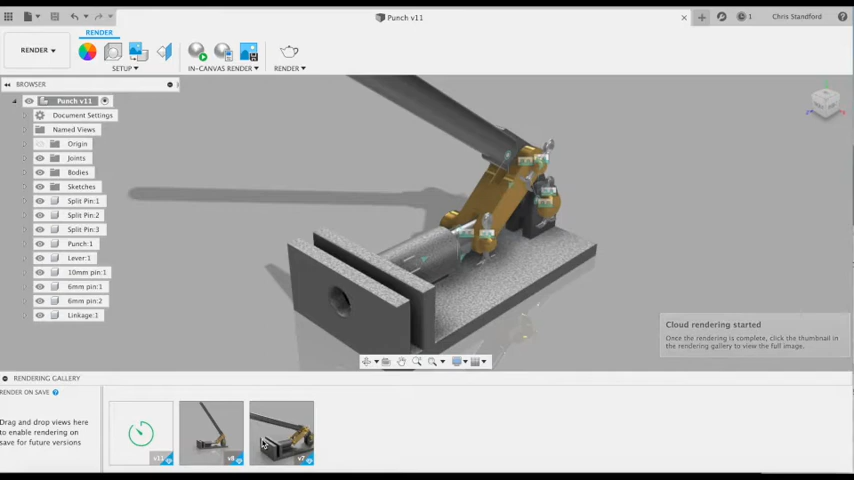 Punch v11
1
Chris Standford
RENDER
RENDER
SETUP
IN-CANVAS RENDER
RENDER
BROWSER
Punch v11
Document Settings
Named Views
Origin
Joints
Bodies
Sketches
Split Pin:1
Split Pin:2
Split Pin:3
Punch:1
Lever:1
10mm pin:1
6mm pin:1
6mm pin:2
Linkage:1
Cloud rendering started
Once the rendering is complete, click the thumbnail in
the rendering gallery to view the full image.
RENDERING GALLERY
RENDER ON SAVE
Drag and drop views here
to enable rendering on
save for future versions
v11
v8
v7